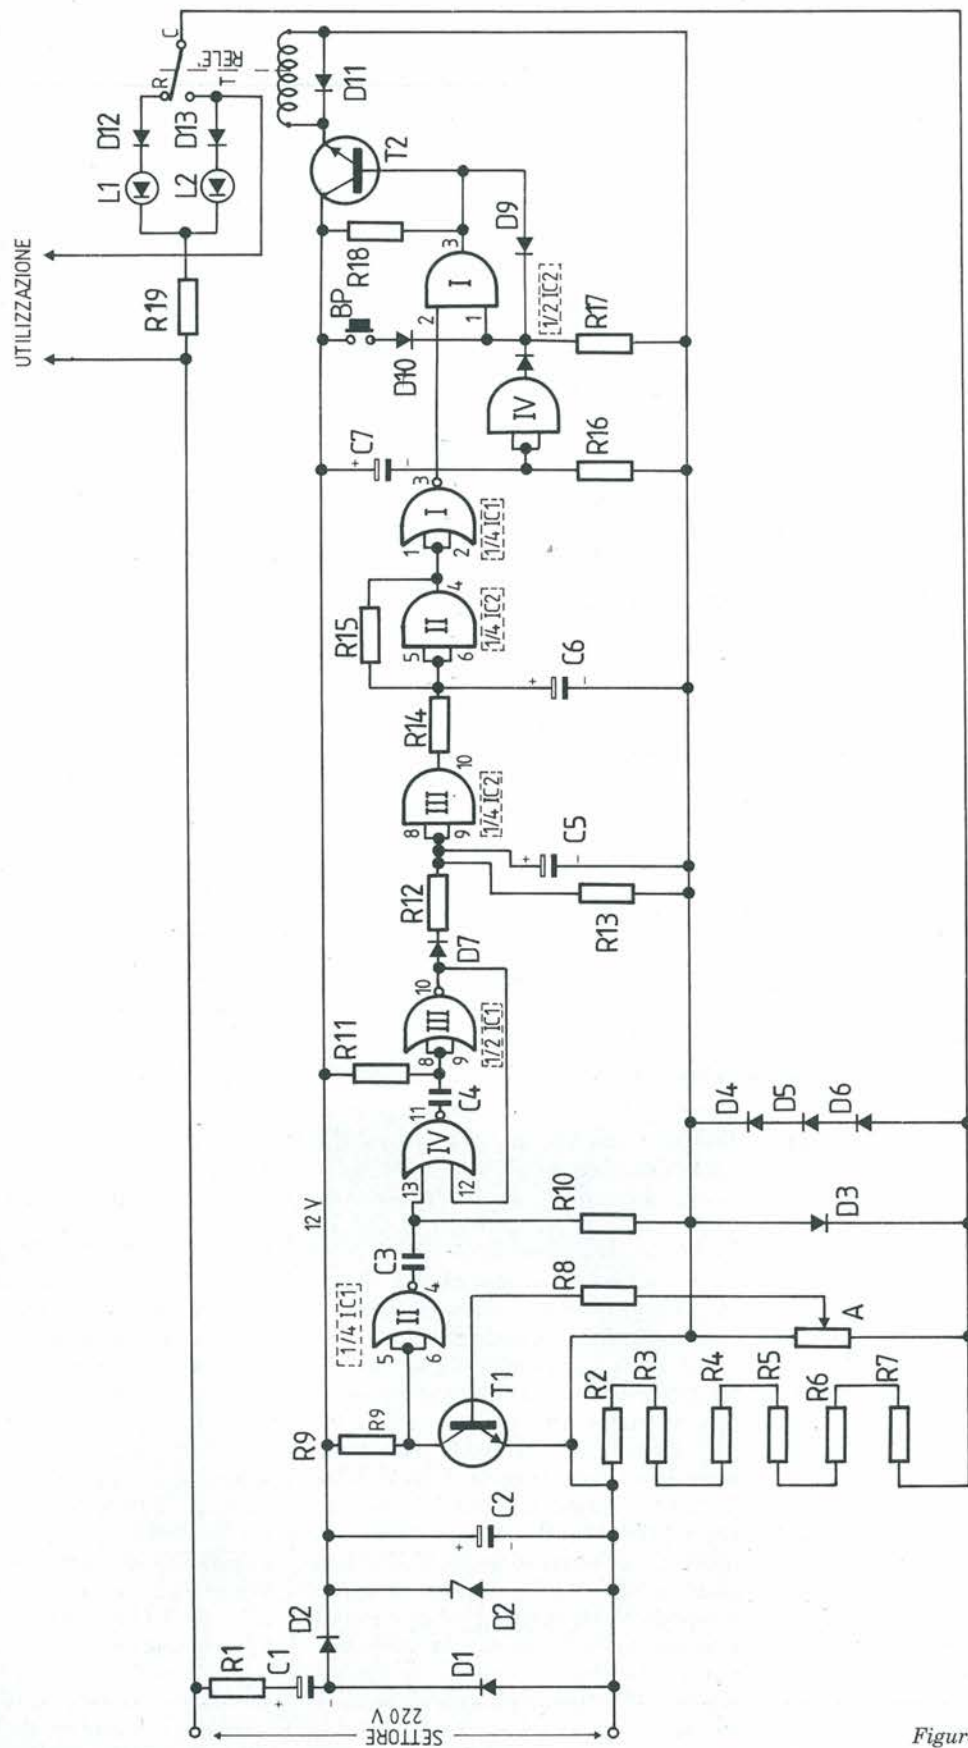 UTILIZZAZIONE
SETTORE
220 V
R1
C1
+
-
D1
D2
D2
C2
+
-
12 V
R9
R9
T1
R2
R3
R4
R5
R6
R7
A
R8
5
6
II
4
1/4 IC1
C3
R10
D3
D4
D5
D6
13
12
IV
11
C4
R11
8
9
III
10
1/2 IC1
D7
R12
R13
C5
+
-
8
9
III
10
1/4 IC2
R14
R15
C6
+
-
5
6
II
4
1/4 IC2
1
2
I
3
1/4 IC1
C7
+
-
R16
IV
R17
1/2 IC2
D10
BP
2
1
I
3
R18
D9
T2
D11
RELE'
R
T
C
D12
D13
L1
L2
R19
Figur